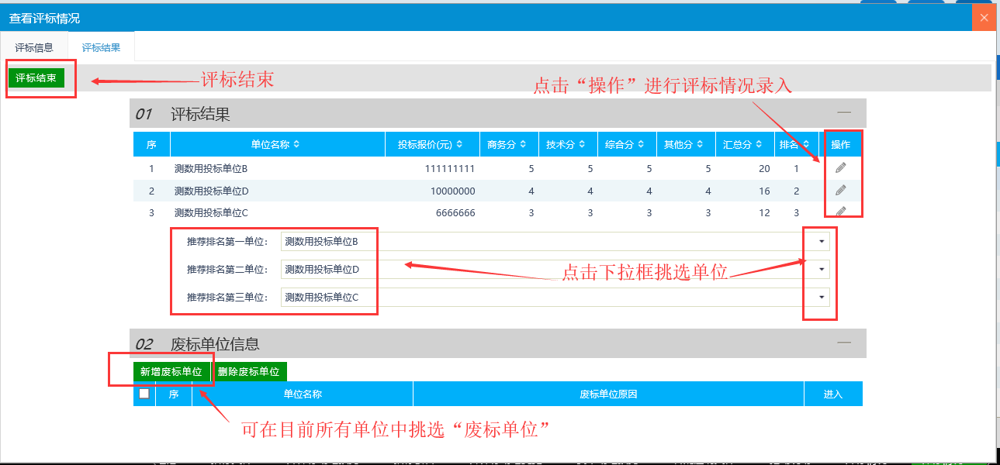 查看评标情况
评标信息 评标结果
评标结束
评标结束
点击“操作”进行评标情况录入
01 评标结果
序 单位名称 投标报价(元) 商务分 技术分 综合分 其他分 汇总分 排名 操作
1 测数用投标单位B 111111111 5 5 5 5 20 1
2 测数用投标单位D 10000000 4 4 4 4 16 2
3 测数用投标单位C 6666666 3 3 3 3 12 3
推荐排名第一单位: 测数用投标单位B
推荐排名第二单位: 测数用投标单位D
点击下拉框挑选单位
推荐排名第三单位: 测数用投标单位C
02 废标单位信息
新增废标单位 删除废标单位
序 单位名称 废标单位原因 进入
可在目前所有单位中挑选“废标单位”